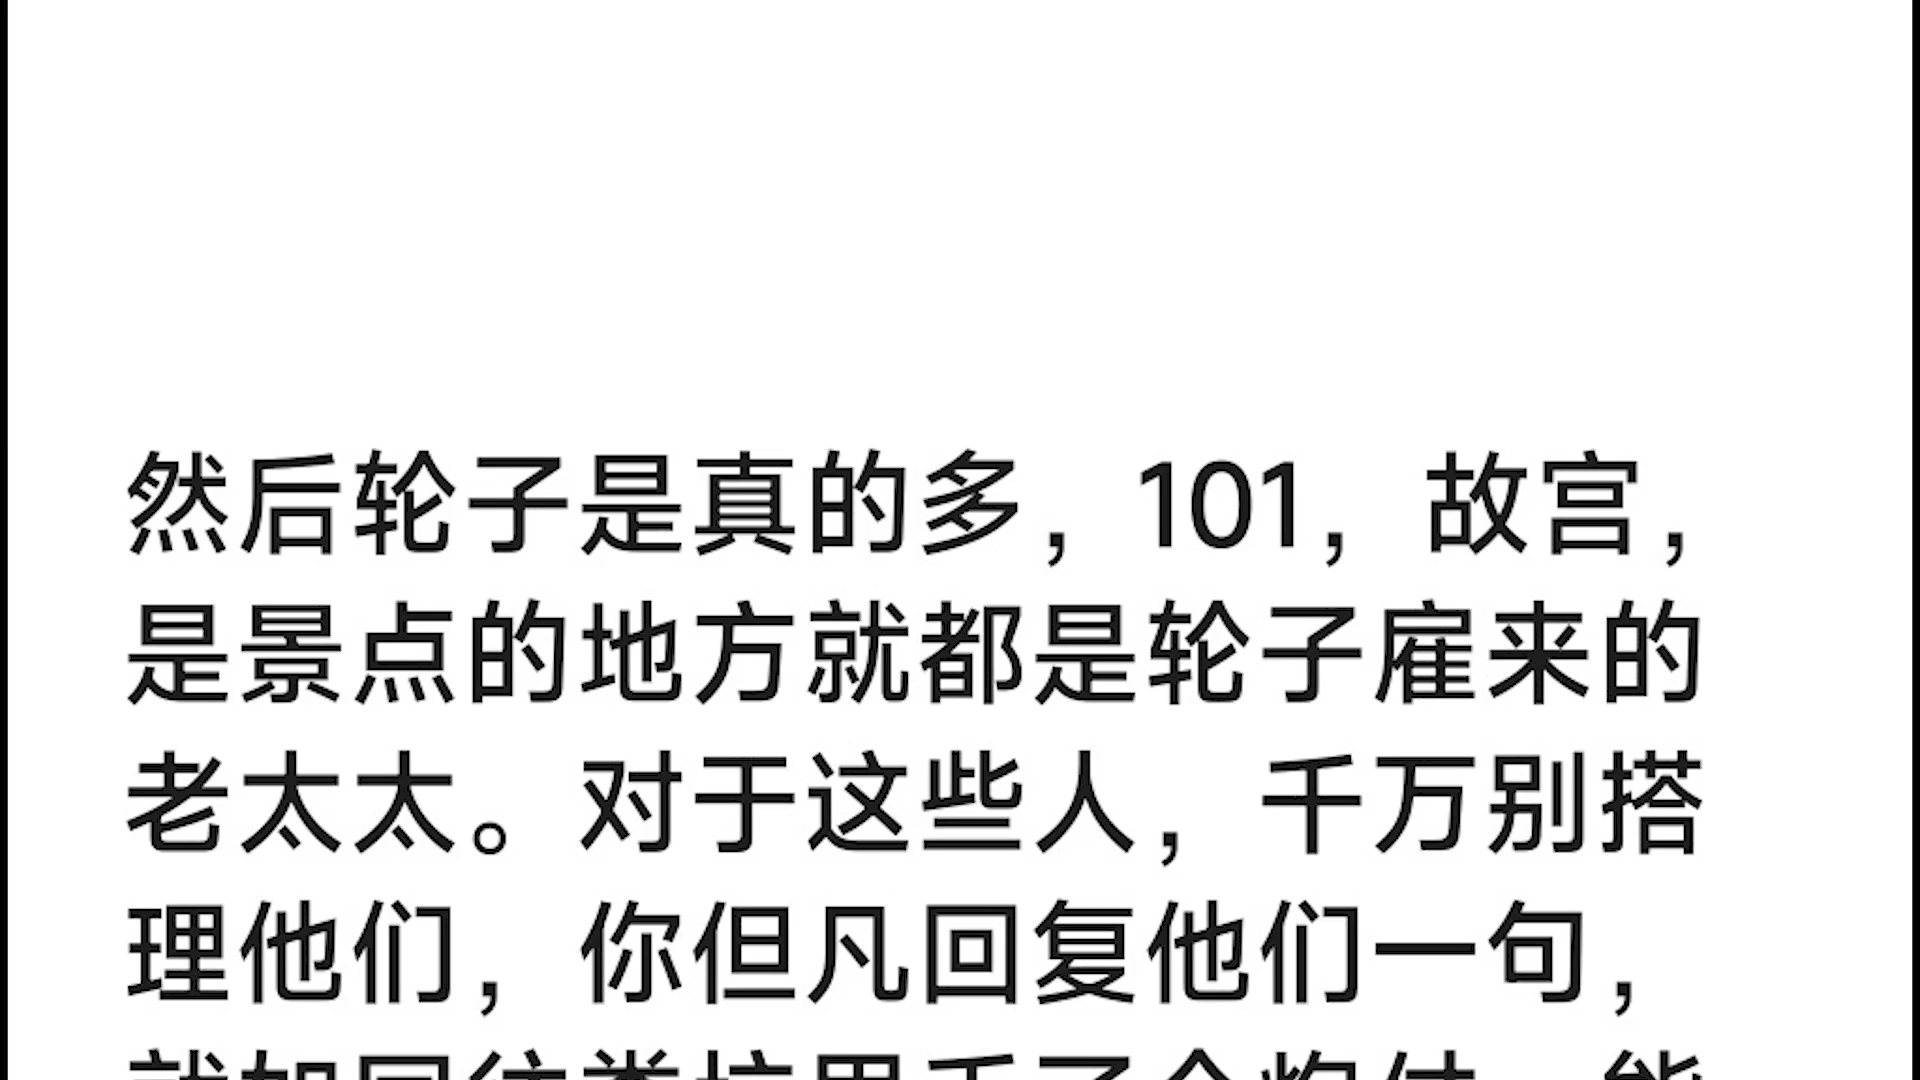 然后轮子是真的多，101，故宫，
是景点的地方就都是轮子雇来的
老太太。对于这些人，千万别搭
理他们，你但凡回复他们一句，